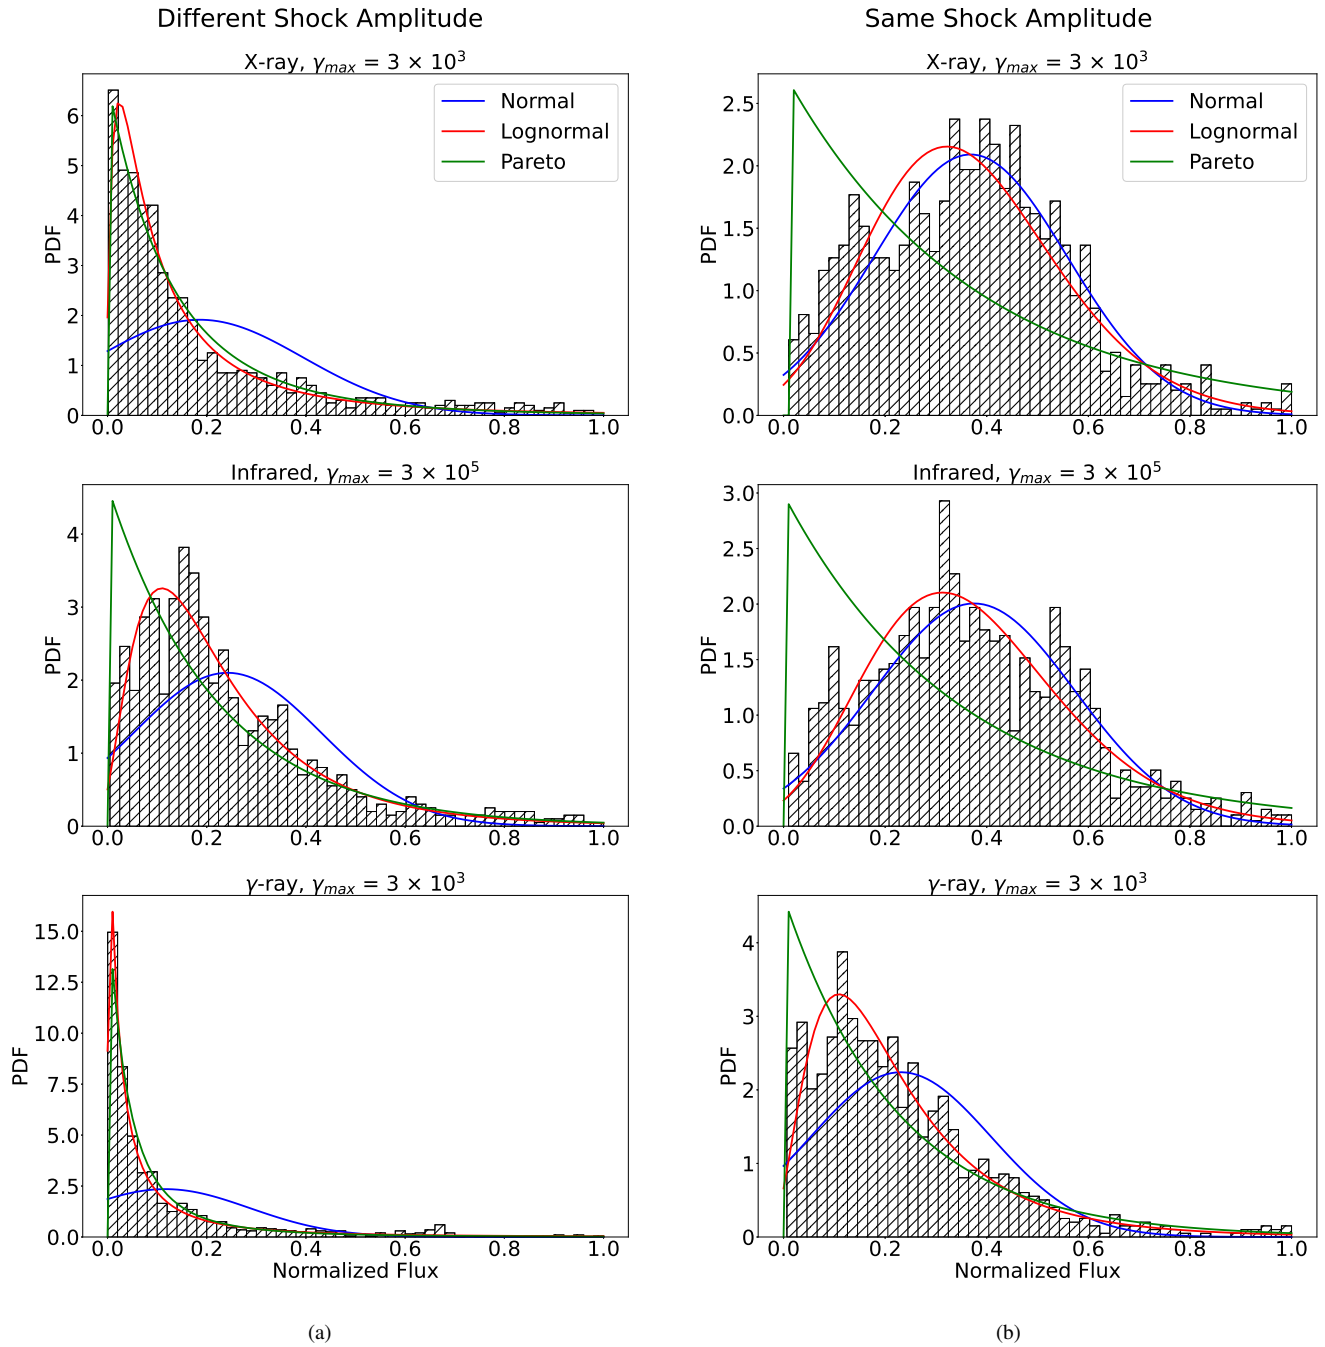 Different Shock Amplitude
X-ray, γmax = 3 × 10³
PDF
6
5
4
3
2
1
0
0.0 0.2 0.4 0.6 0.8 1.0
Normal
Lognormal
Pareto
Infrared, γmax = 3 × 10⁵
PDF
4
3
2
1
0
0.0 0.2 0.4 0.6 0.8 1.0
γ-ray, γmax = 3 × 10³
PDF
15.0
12.5
10.0
7.5
5.0
2.5
0.0
0.0 0.2 0.4 0.6 0.8 1.0
Normalized Flux
(a)
Same Shock Amplitude
X-ray, γmax = 3 × 10³
PDF
2.5
2.0
1.5
1.0
0.5
0.0
0.0 0.2 0.4 0.6 0.8 1.0
Normal
Lognormal
Pareto
Infrared, γmax = 3 × 10⁵
PDF
3.0
2.5
2.0
1.5
1.0
0.5
0.0
0.0 0.2 0.4 0.6 0.8 1.0
γ-ray, γmax = 3 × 10³
PDF
4
3
2
1
0
0.0 0.2 0.4 0.6 0.8 1.0
Normalized Flux
(b)